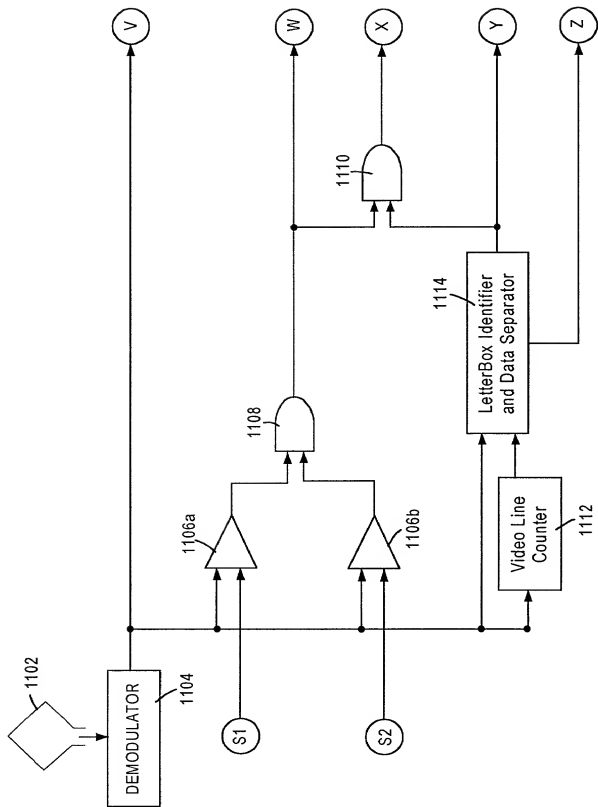 1102
DEMODULATOR
1104
V
S1
1106a
S2
1106b
1108
W
1110
X
Video Line
Counter
1112
LetterBox Identifier
and Data Separator
1114
Y
Z